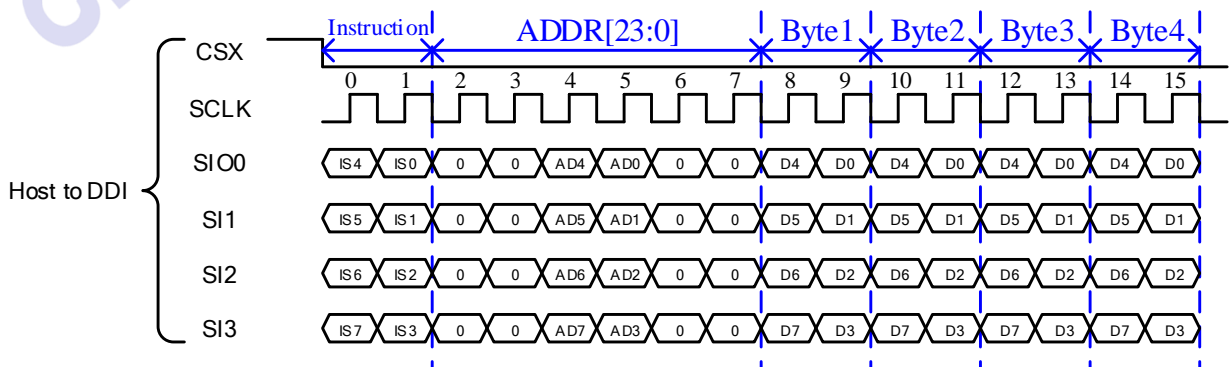 Instruction ADDR[23:0] Byte1 Byte2 Byte3 Byte4
CSX
0 1 2 3 4 5 6 7 8 9 10 11 12 13 14 15
SCLK
SIO0 IS4 IS0 0 0 AD4 AD0 0 0 D4 D0 D4 D0 D4 D0 D4 D0
Host to DDI
SI1 IS5 IS1 0 0 AD5 AD1 0 0 D5 D1 D5 D1 D5 D1 D5 D1
SI2 IS6 IS2 0 0 AD6 AD2 0 0 D6 D2 D6 D2 D6 D2 D6 D2
SI3 IS7 IS3 0 0 AD7 AD3 0 0 D7 D3 D7 D3 D7 D3 D7 D3